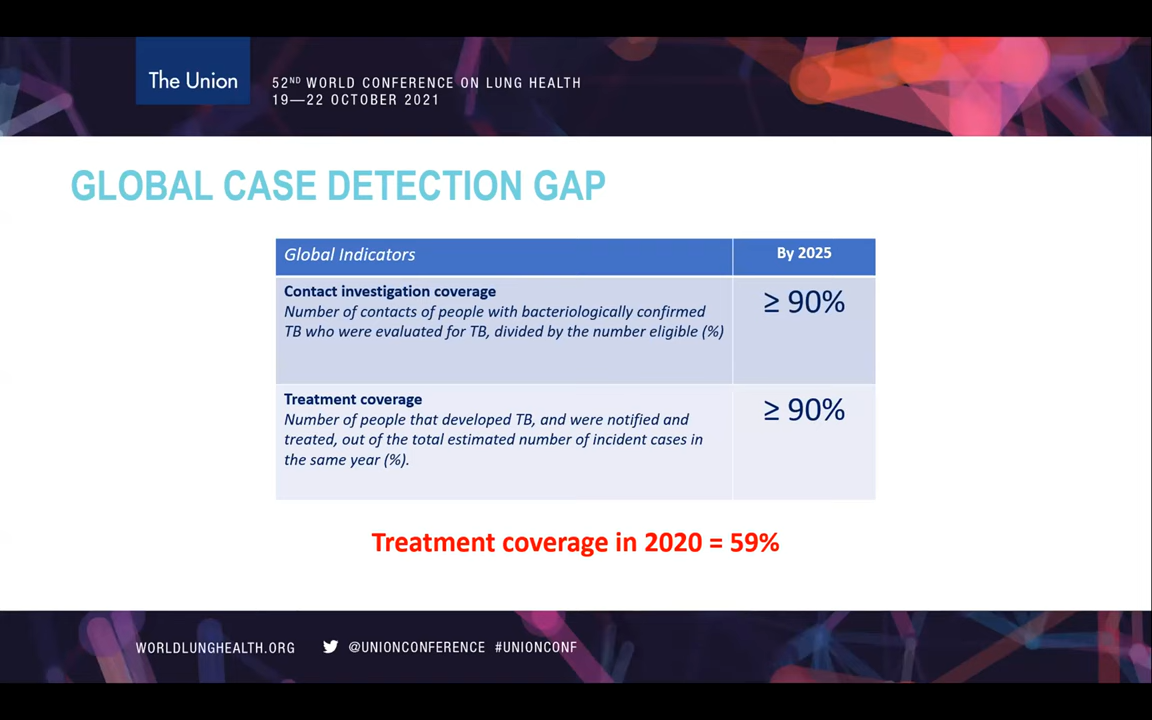 The Union
52ND WORLD CONFERENCE ON LUNG HEALTH
19—22 OCTOBER 2021
GLOBAL CASE DETECTION GAP
Global Indicators
By 2025
Contact investigation coverage
Number of contacts of people with bacteriologically confirmed
TB who were evaluated for TB, divided by the number eligible (%)
≥ 90%
Treatment coverage
Number of people that developed TB, and were notified and
treated, out of the total estimated number of incident cases in
the same year (%).
≥ 90%
Treatment coverage in 2020 = 59%
WORLDLUNGHEALTH.ORG
@UNIONCONFERENCE #UNIONCONF